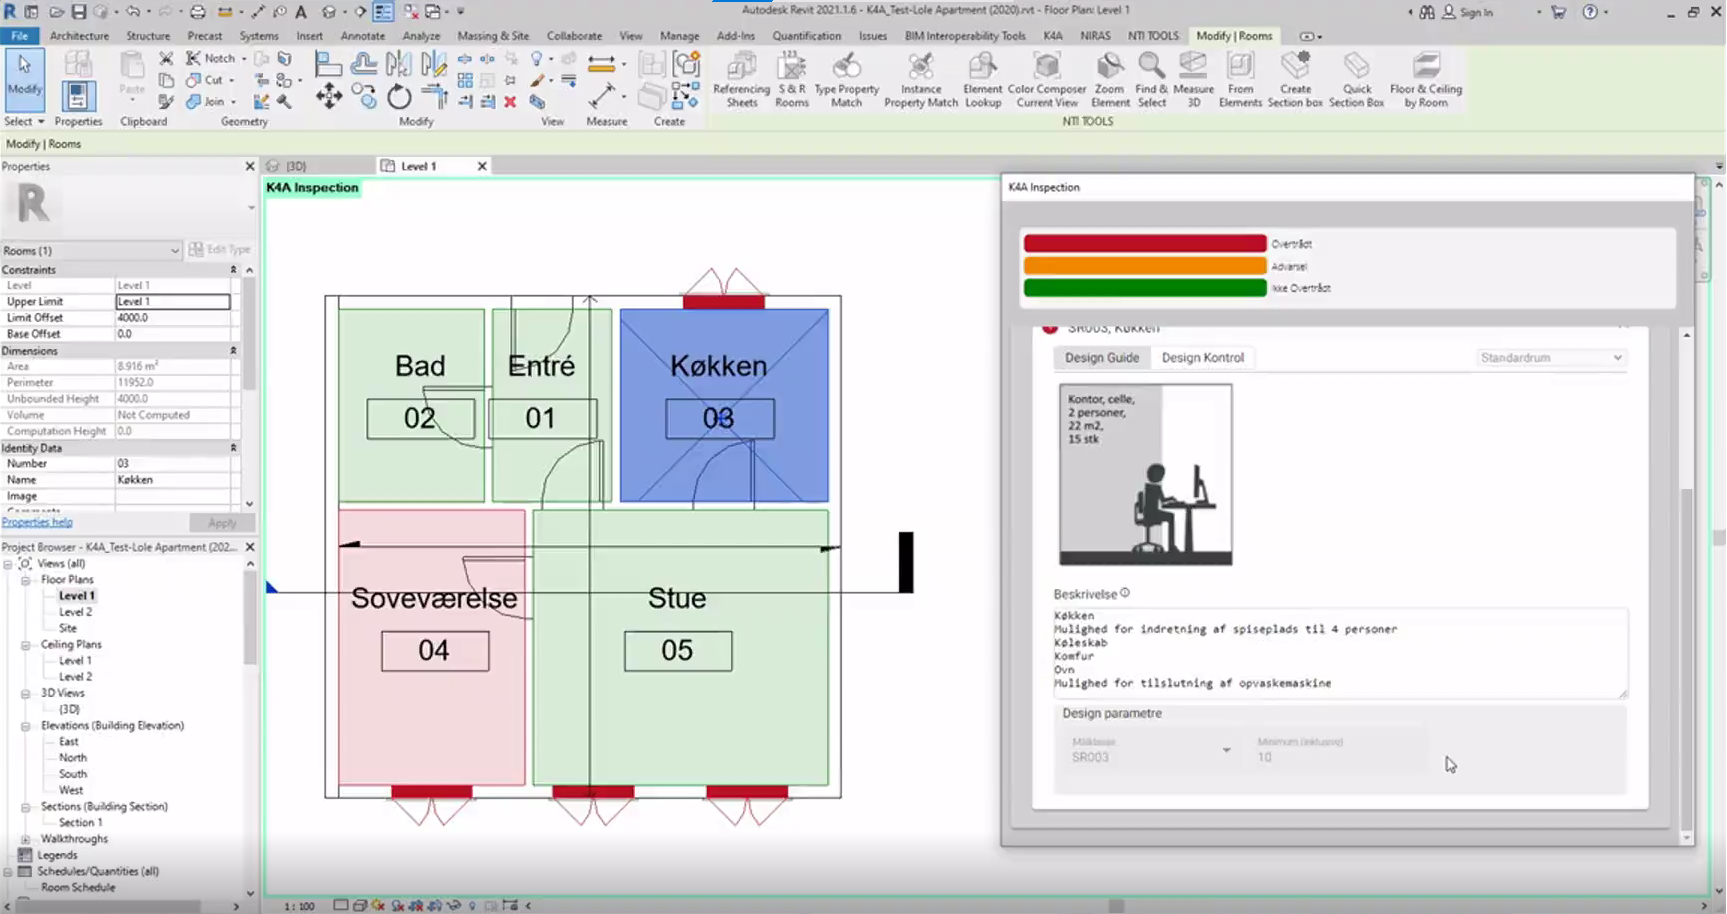 Autodesk Revit 2021.1.6 - K4A_Test-Lole Apartment (2020).rvt - Floor Plan: Level 1
Sign In
File Architecture Structure Precast Systems Insert Annotate Analyze Massing & Site Collaborate View Manage Add-Ins Quantification Issues BIM Interoperability Tools K4A NIRAS NTI TOOLS Modify | Rooms
Modify
Paste
Notch
Cut
Join
Referencing Sheets
S & R Rooms
Type Property Match
Instance Property Match
Element Lookup
Color Composer Current View
Zoom Element
Find & Select
Measure 3D
From Elements
Create Section box
Quick Section Box
Floor & Ceiling by Room
Select Properties Clipboard Geometry Modify View Measure Create NTI TOOLS
Modify | Rooms
Properties
R
Rooms (1) Edit Type
Constraints
Level Level 1
Upper Limit Level 1
Limit Offset 4000.0
Base Offset 0.0
Dimensions
Area 8.916 m²
Perimeter 11952.0
Unbounded Height 4000.0
Volume Not Computed
Computation Height 0.0
Identity Data
Number 03
Name Køkken
Image
Comments
Properties help Apply
Project Browser - K4A_Test-Lole Apartment (202...
Views (all)
Floor Plans
Level 1
Level 2
Site
Ceiling Plans
Level 1
Level 2
3D Views
{3D}
Elevations (Building Elevation)
East
North
South
West
Sections (Building Section)
Section 1
Walkthroughs
Legends
Schedules/Quantities (all)
Room Schedule
{3D} Level 1
K4A Inspection
Bad
02
Entré
01
Køkken
03
Soveværelse
04
Stue
05
1 : 100
K4A Inspection
Overtrådt
Advarsel
Ikke Overtrådt
SR003, Køkken
Design Guide Design Kontrol Standardrum
Kontor, celle,
2 personer,
22 m2,
15 stk
Beskrivelse
Køkken
Mulighed for indretning af spiseplads til 4 personer
Køleskab
Komfur
Ovn
Mulighed for tilslutning af opvaskemaskine
Design parametre
Målklasse Minimum (inklusiv)
SR003 10